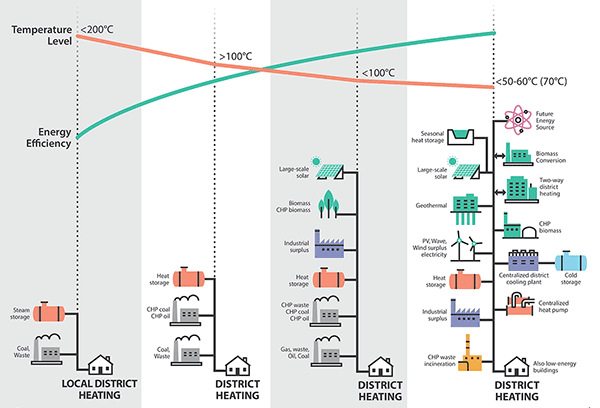 Temperature
Level
<200°C
>100°C
<100°C
<50-60°C (70°C)
Energy
Efficiency
Steam
storage
Coal,
Waste
LOCAL DISTRICT
HEATING
Heat
storage
CHP coal
CHP oil
Coal,
Waste
DISTRICT
HEATING
Large-scale
solar
Biomass
CHP biomass
Industrial
surplus
Heat
storage
CHP waste
CHP coal
CHP oil
Gas, waste,
Oil, Coal
DISTRICT
HEATING
Seasonal
heat storage
Large-scale
solar
Geothermal
PV, Wave,
Wind surplus
electricity
Heat
storage
Industrial
surplus
CHP waste
incineration
Future
Energy
Source
Biomass
Conversion
Two-way
district
heating
CHP
biomass
Centralized district
cooling plant
Cold
storage
Centralized
heat pump
Also low-energy
buildings
DISTRICT
HEATING